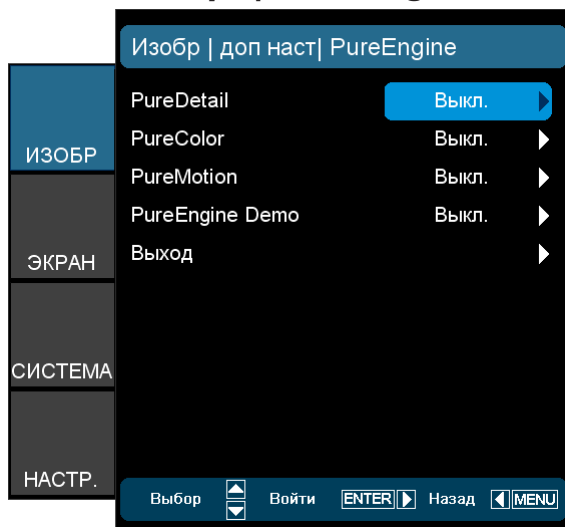 Изобр | доп наст| PureEngine
PureDetail Выкл.
PureColor Выкл.
PureMotion Выкл.
PureEngine Demo Выкл.
Выход
ИЗОБР
ЭКРАН
СИСТЕМА
НАСТР.
Выбор Войти ENTER Назад MENU